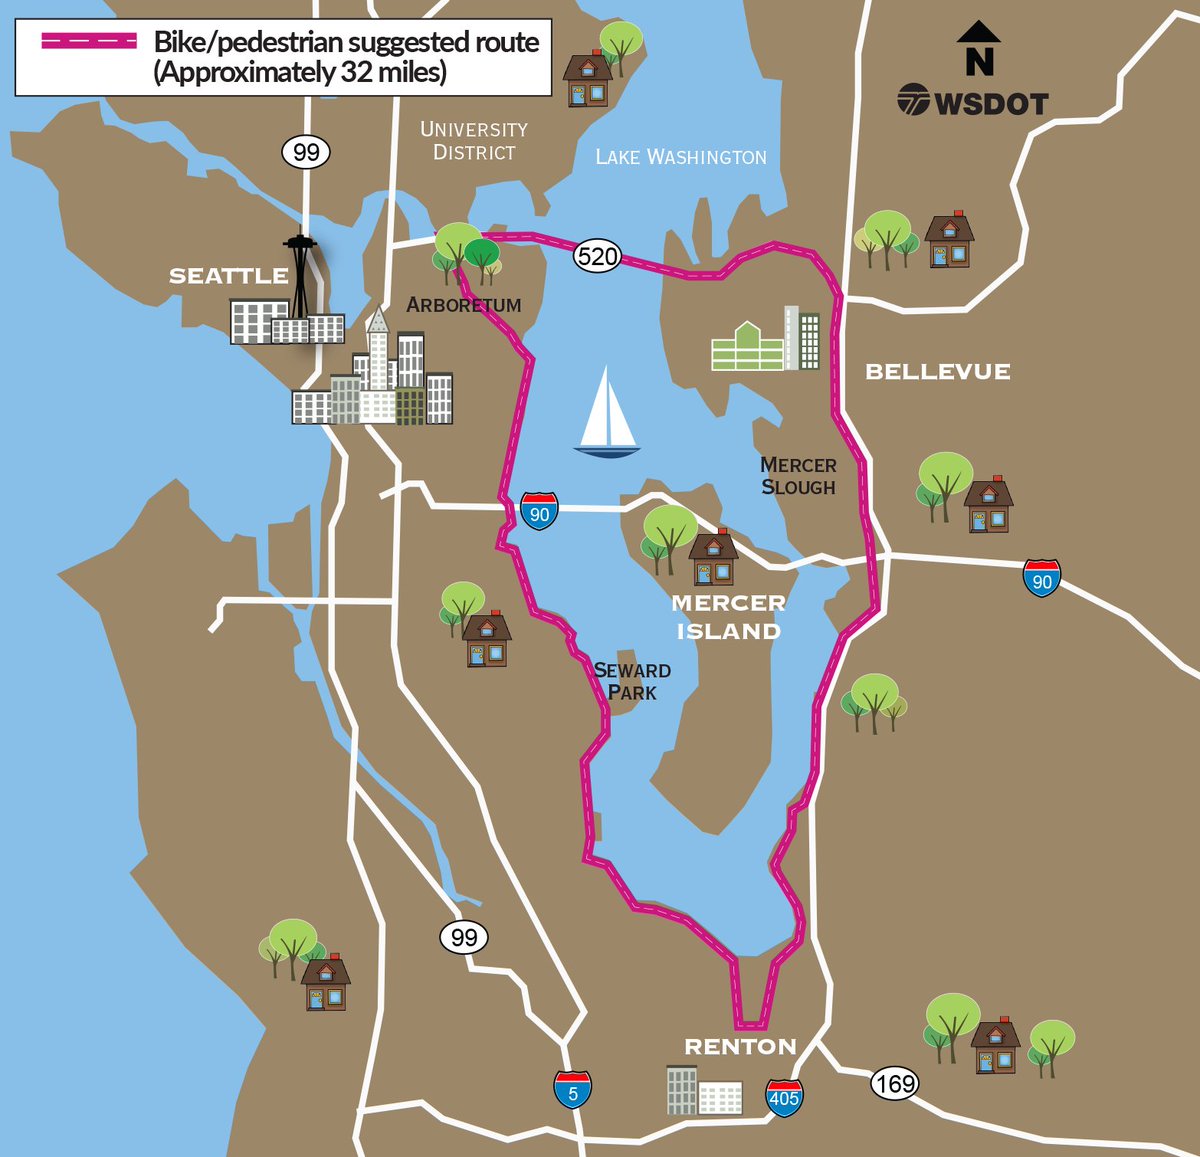 Bike/pedestrian suggested route
(Approximately 32 miles)
N
WSDOT
UNIVERSITY
DISTRICT
99
LAKE WASHINGTON
520
SEATTLE
ARBORETUM
BELLEVUE
MERCER
SLOUGH
90
90
MERCER
ISLAND
SEWARD
PARK
99
RENTON
5
405
169